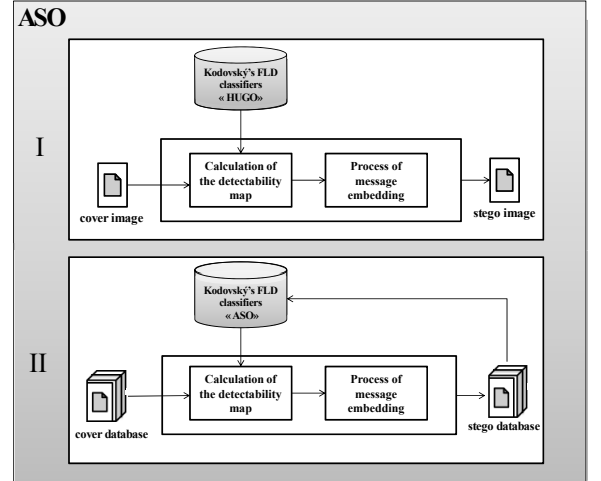 ASO
Kodovský's FLD
classifiers
« HUGO»
I
Calculation of
the detectability
map
Process of
message
embedding
cover image
stego image
Kodovský's FLD
classifiers
« ASO»
II
Calculation of
the detectability
map
Process of
message
embedding
cover database
stego database